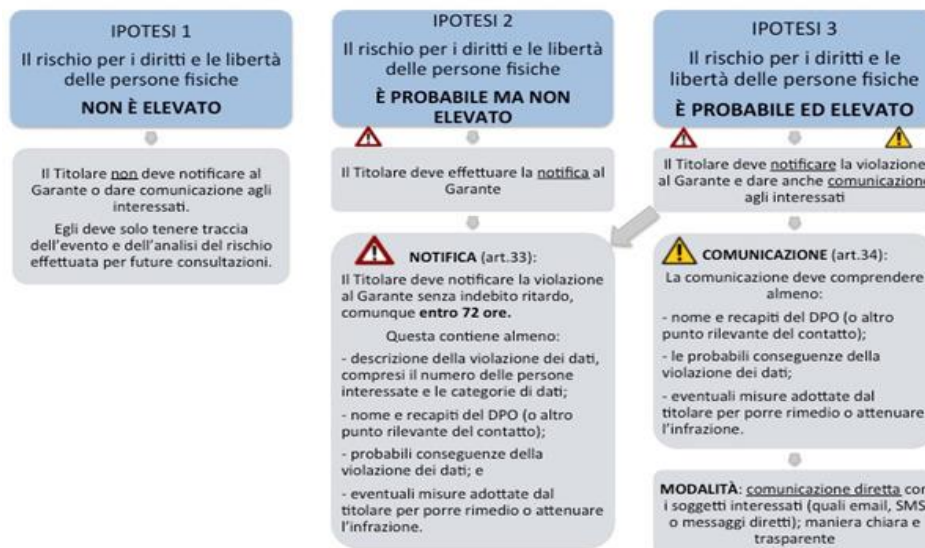 IPOTESI 1
Il rischio per i diritti e le libertà
delle persone fisiche
NON È ELEVATO
Il Titolare non deve notificare al
Garante o dare comunicazione agli
interessati.
Egli deve solo tenere traccia
dell'evento e dell'analisi del rischio
effettuata per future consultazioni.
IPOTESI 2
Il rischio per i diritti e le libertà
delle persone fisiche
È PROBABILE MA NON
ELEVATO
Il Titolare deve effettuare la notifica al
Garante
NOTIFICA (art.33):
Il Titolare deve notificare la violazione
al Garante senza indebito ritardo,
comunque entro 72 ore.
Questa contiene almeno:
- descrizione della violazione dei dati,
compresi il numero delle persone
interessate e le categorie di dati;
- nome e recapiti del DPO (o altro
punto rilevante del contatto);
- probabili conseguenze della
violazione dei dati; e
- eventuali misure adottate dal
titolare per porre rimedio o attenuare
l'infrazione.
IPOTESI 3
Il rischio per i diritti e le
libertà delle persone fisiche
È PROBABILE ED ELEVATO
Il Titolare deve notificare la violazione
al Garante e dare anche comunicazione
agli interessati
COMUNICAZIONE (art.34):
La comunicazione deve comprendere
almeno:
- nome e recapiti del DPO (o altro
punto rilevante del contatto);
- le probabili conseguenze della
violazione dei dati;
- eventuali misure adottate dal
titolare per porre rimedio o attenuare
l'infrazione.
MODALITÀ: comunicazione diretta con
i soggetti interessati (quali email, SMS
o messaggi diretti); maniera chiara e
trasparente